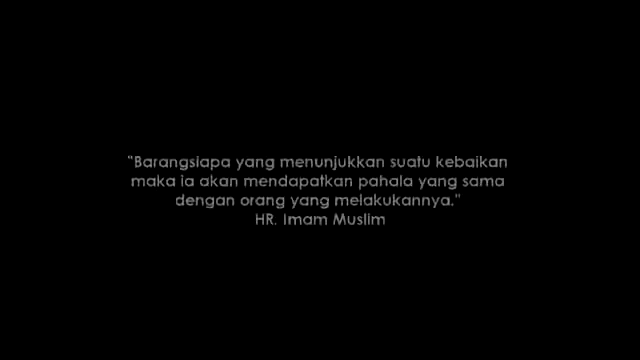 "Barangsiapa yang menunjukkan suatu kebaikan
maka ia akan mendapatkan pahala yang sama
dengan orang yang melakukannya."
HR. Imam Muslim